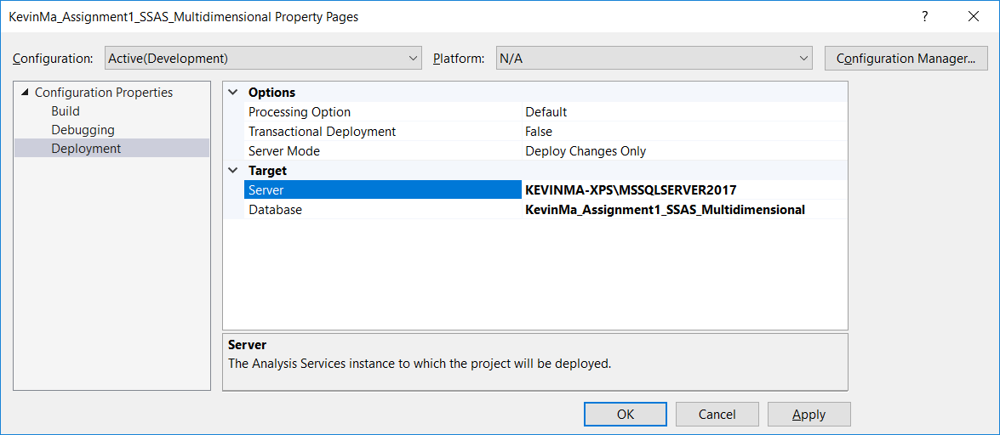 KevinMa_Assignment1_SSAS_Multidimensional Property Pages
?
Configuration: Active(Development) Platform: N/A Configuration Manager...
Configuration Properties
Build
Debugging
Deployment
Options
Processing Option Default
Transactional Deployment False
Server Mode Deploy Changes Only
Target
Server KEVINMA-XPS\MSSQLSERVER2017
Database KevinMa_Assignment1_SSAS_Multidimensional
Server
The Analysis Services instance to which the project will be deployed.
OK Cancel Apply